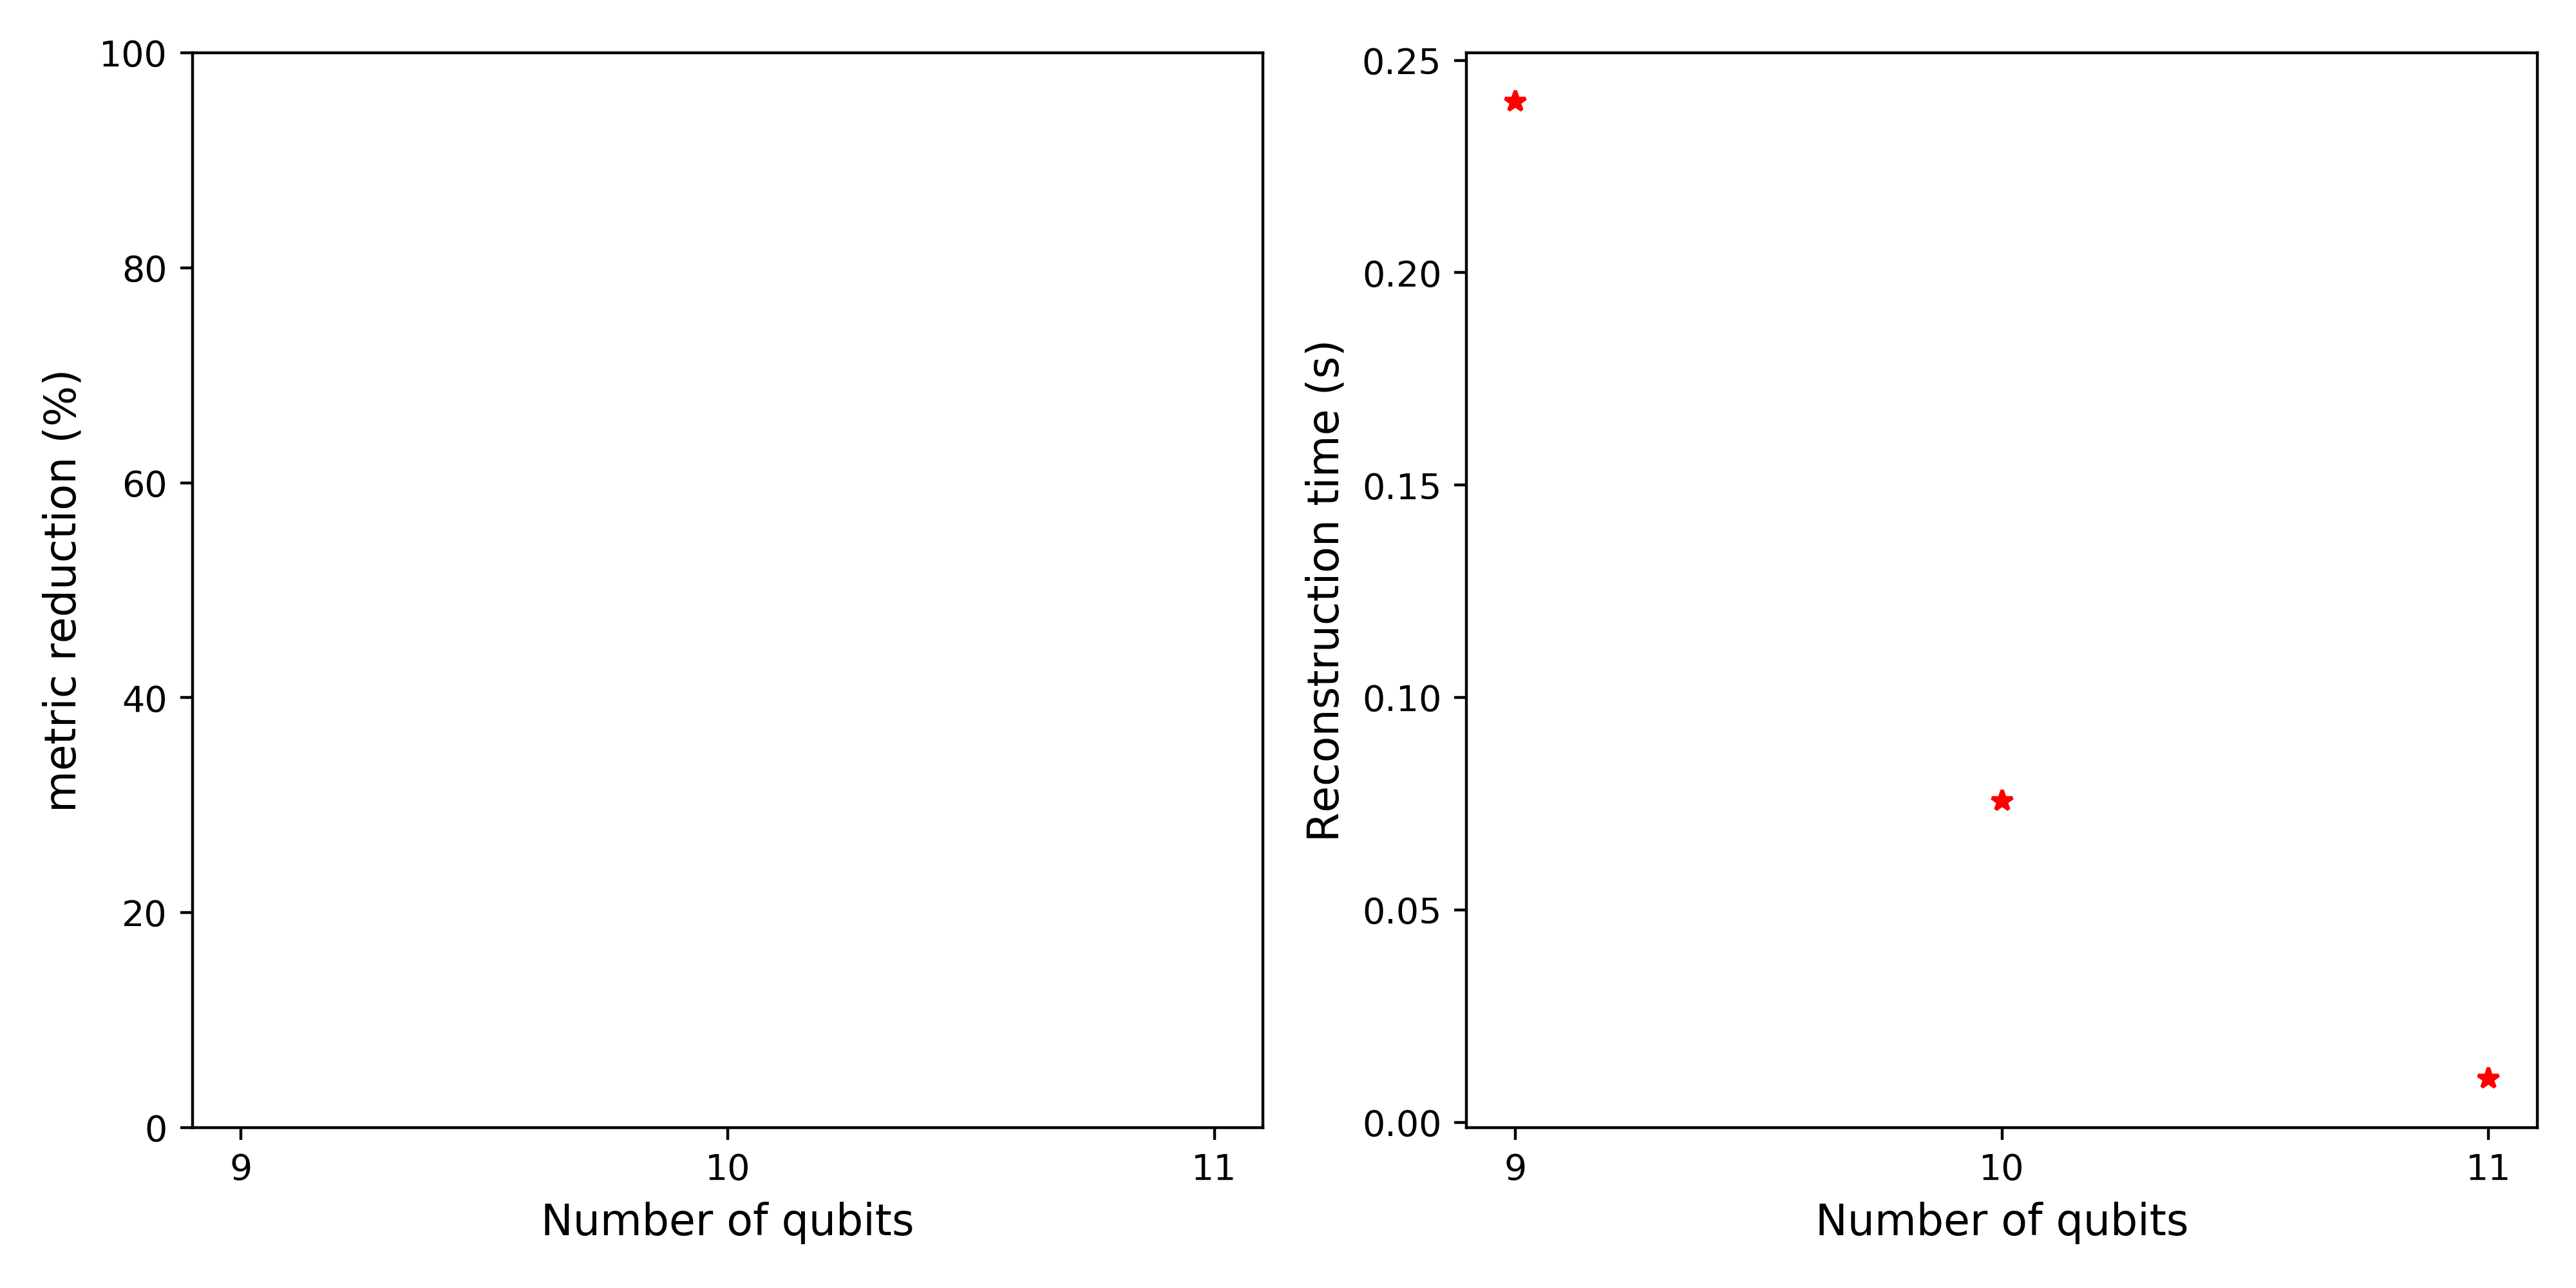 metric reduction (%)
100
80
60
40
20
0
9 10 11
Number of qubits
Reconstruction time (s)
0.25
0.20
0.15
0.10
0.05
0.00
9 10 11
Number of qubits